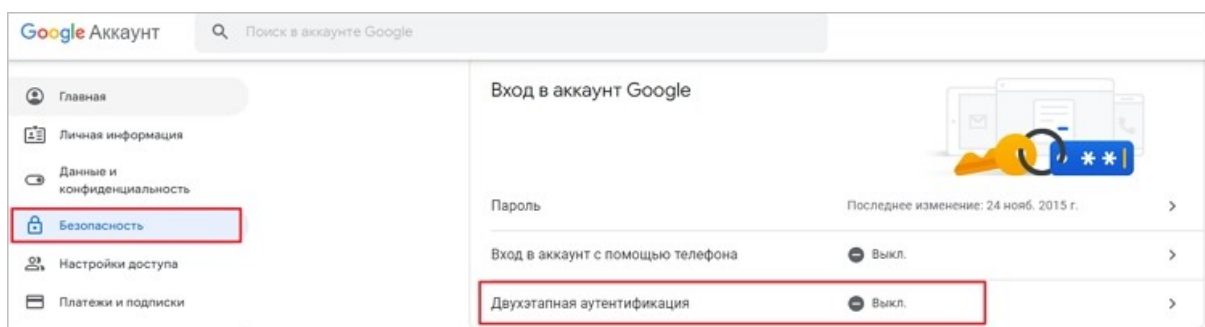 Google Аккаунт
Поиск в аккаунте Google
Главная
Личная информация
Данные и
конфиденциальность
Безопасность
Настройки доступа
Платежи и подписки
Вход в аккаунт Google
**
Пароль Последнее изменение: 24 нояб. 2015 г.
Вход в аккаунт с помощью телефона Выкл.
Двухэтапная аутентификация Выкл.